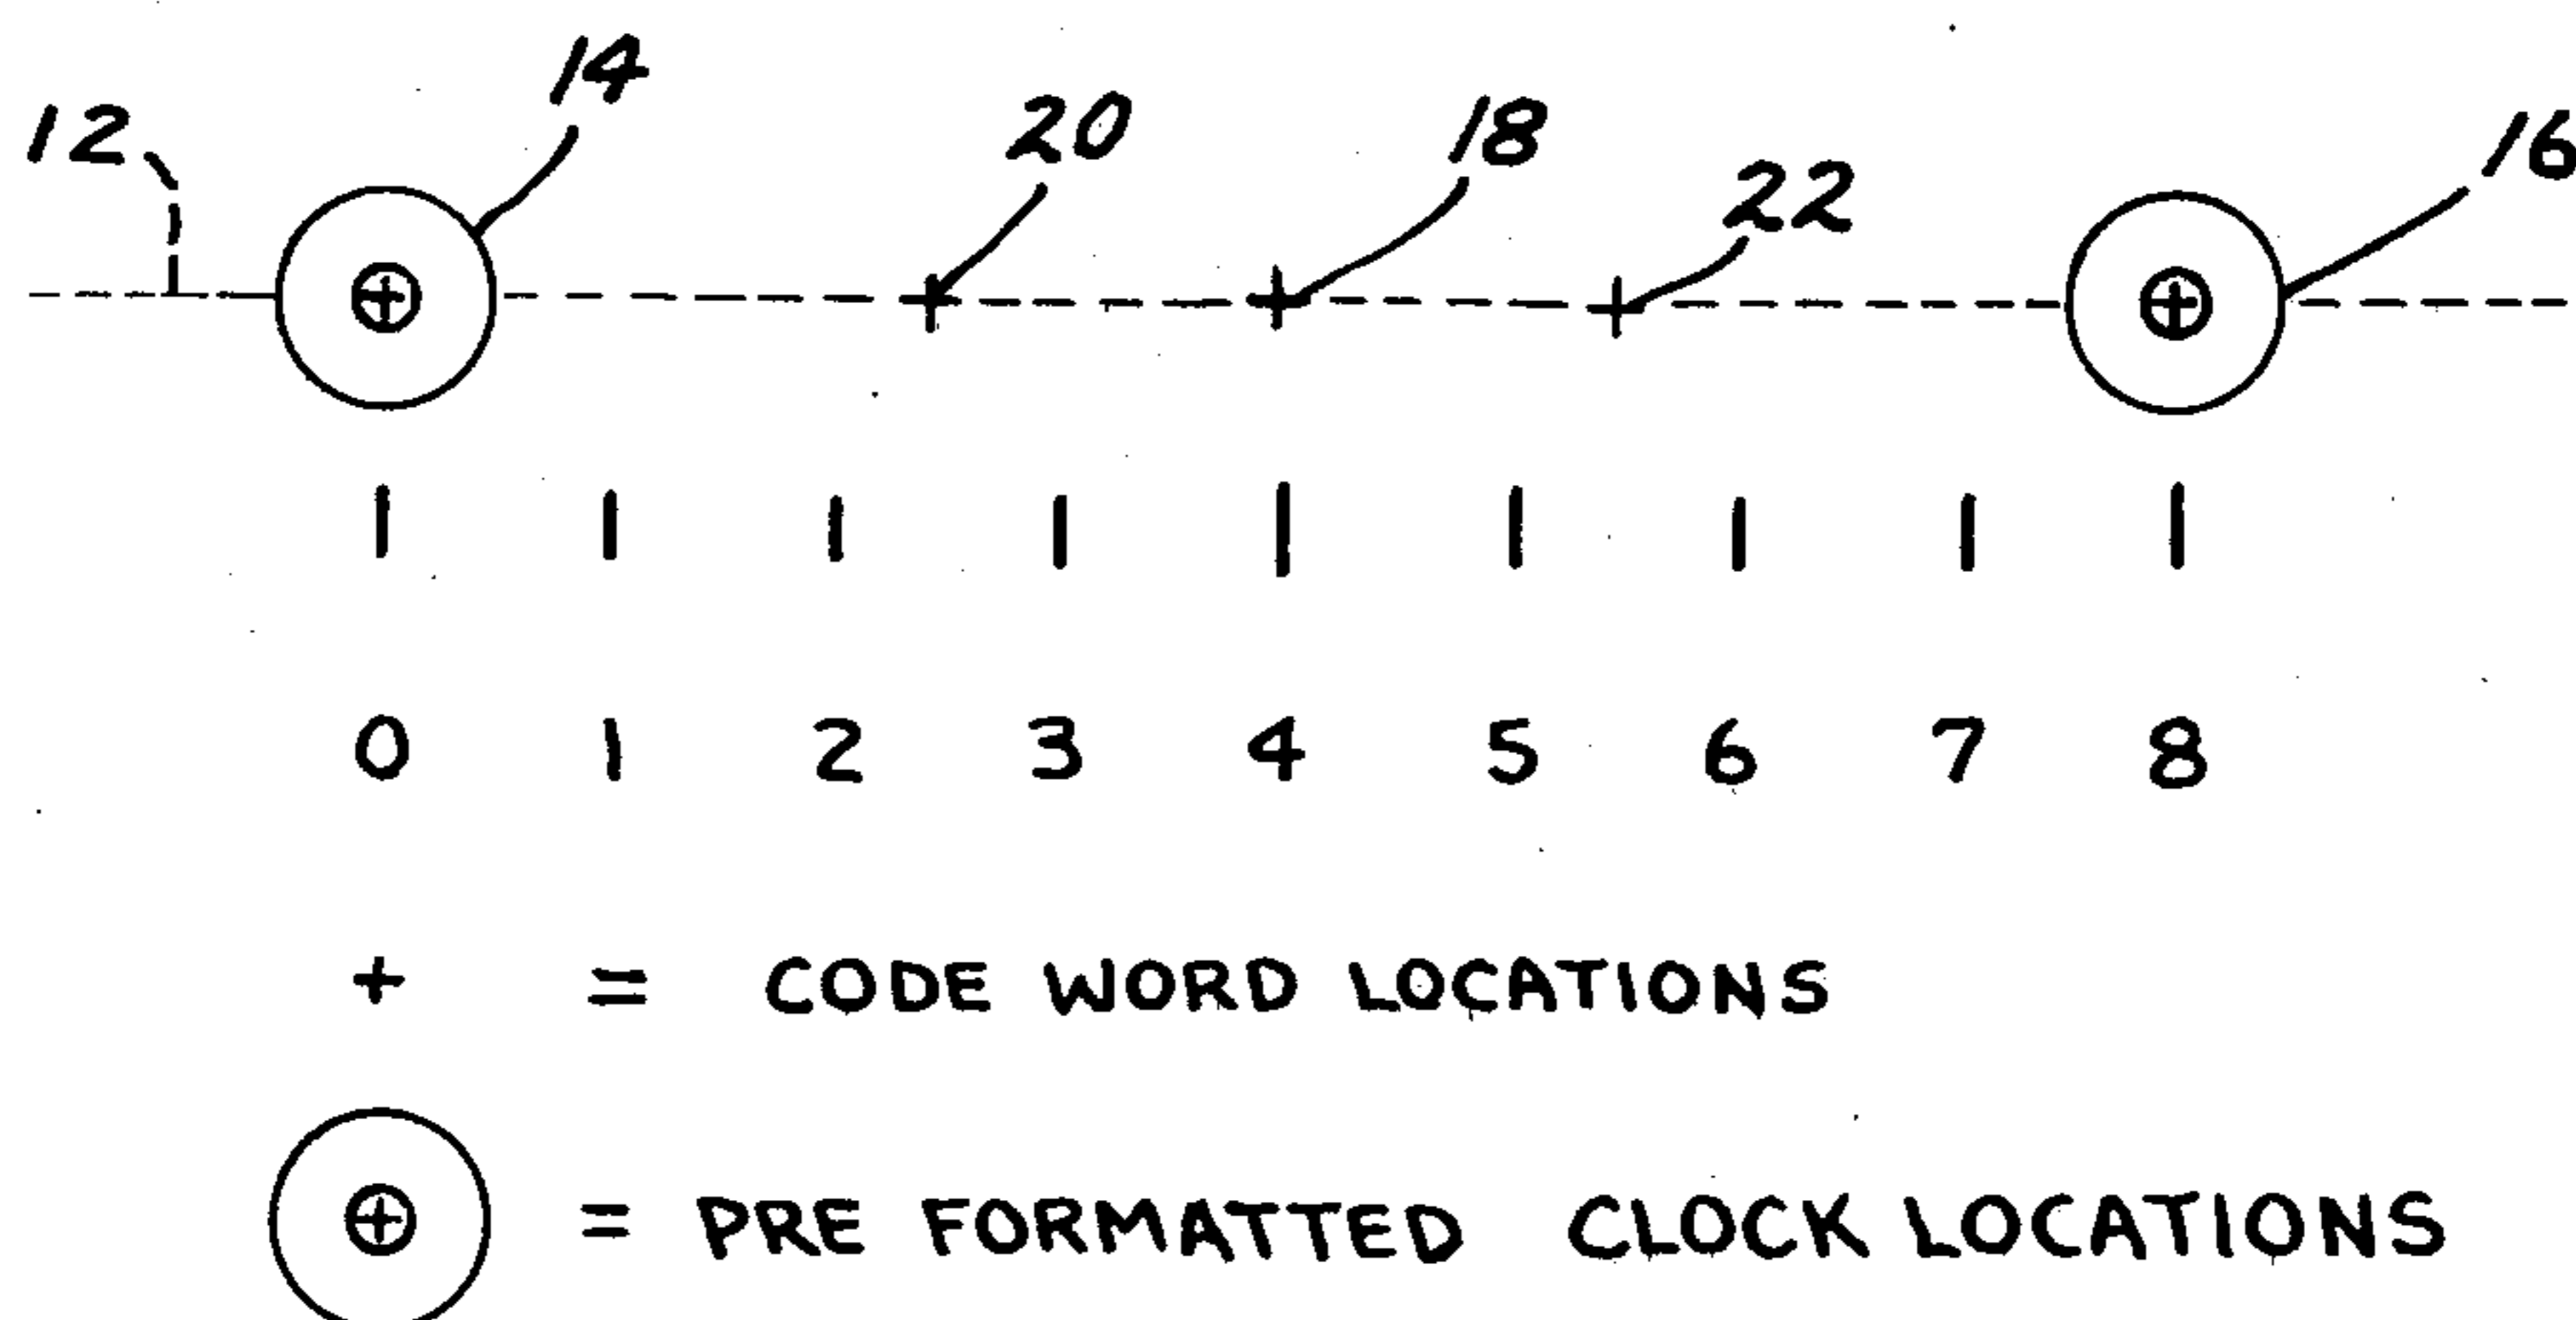 12 14 20 18 22 16
0 1 2 3 4 5 6 7 8
+ = CODE WORD LOCATIONS
⊕ = PRE FORMATTED CLOCK LOCATIONS